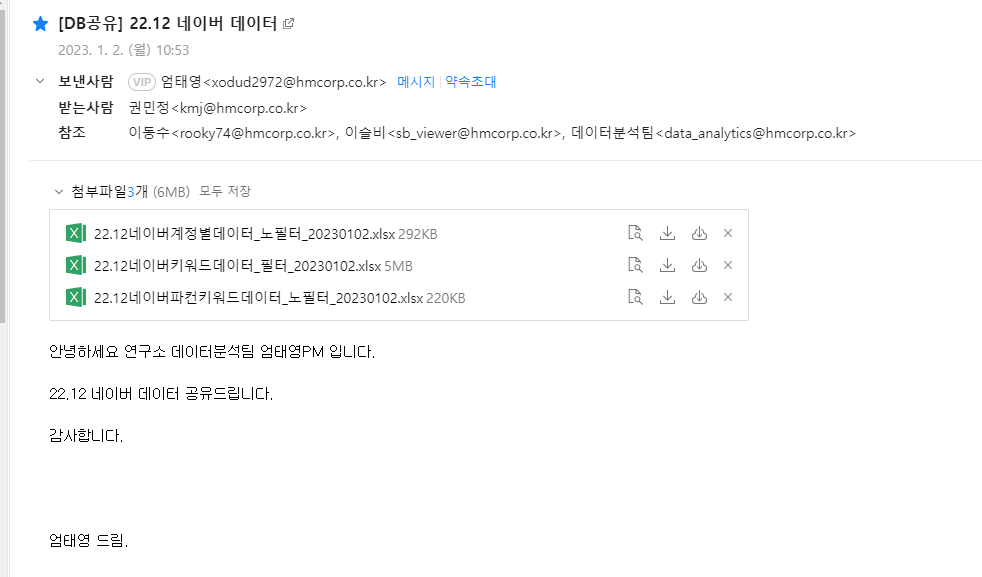 [DB공유] 22.12 네이버 데이터
2023. 1. 2. (월) 10:53
보낸사람 VIP 엄태영<xodud2972@hmcorp.co.kr> 메시지 약속초대
받는사람 권민정<kmj@hmcorp.co.kr>
참조 이동수<rooky74@hmcorp.co.kr>, 이슬비<sb_viewer@hmcorp.co.kr>, 데이터분석팀<data_analytics@hmcorp.co.kr>
첨부파일3개 (6MB) 모두 저장
22.12네이버계정별데이터_노필터_20230102.xlsx 292KB
22.12네이버키워드데이터_필터_20230102.xlsx 5MB
22.12네이버파컨키워드데이터_노필터_20230102.xlsx 220KB
안녕하세요 연구소 데이터분석팀 엄태영PM 입니다.
22.12 네이버 데이터 공유드립니다.
감사합니다.
엄태영 드림.